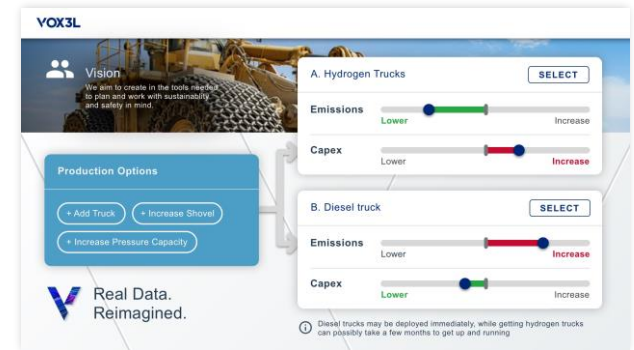 VOX3L
Vision
We aim to create in the tools needed
to plan and work with sustainablity
and safety in mind.
Production Options
+ Add Truck
+ Increase Shovel
+ Increase Pressure Capacity
Real Data.
Reimagined.
A. Hydrogen Trucks
SELECT
Emissions
Lower
Increase
Capex
Lower
Increase
B. Diesel truck
SELECT
Emissions
Lower
Increase
Capex
Lower
Increase
Diesel trucks may be deployed immediately, while getting hydrogen trucks
can possibly take a few months to get up and running